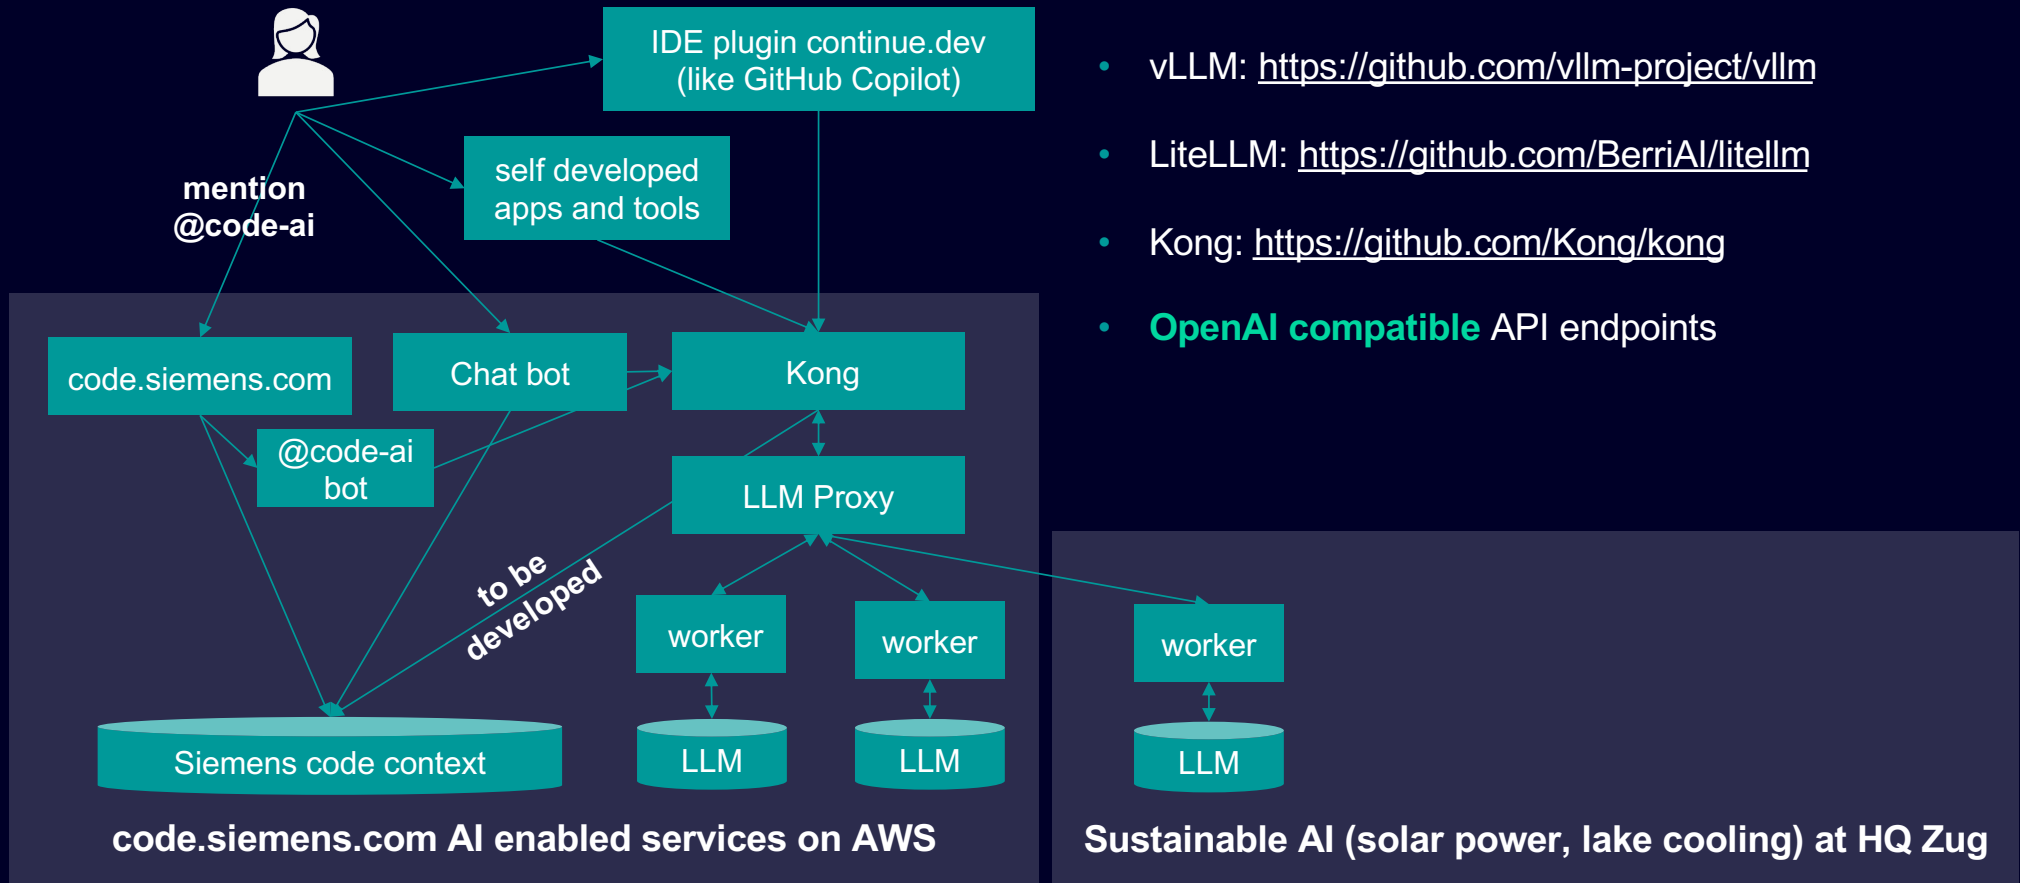 IDE plugin continue.dev
(like GitHub Copilot)
self developed
apps and tools
mention
@code-ai
code.siemens.com
Chat bot
Kong
@code-ai
bot
LLM Proxy
to be
developed
worker
worker
worker
Siemens code context
LLM
LLM
LLM
code.siemens.com AI enabled services on AWS
Sustainable AI (solar power, lake cooling) at HQ Zug
• vLLM: https://github.com/vllm-project/vllm
• LiteLLM: https://github.com/BerriAI/litellm
• Kong: https://github.com/Kong/kong
• OpenAI compatible API endpoints